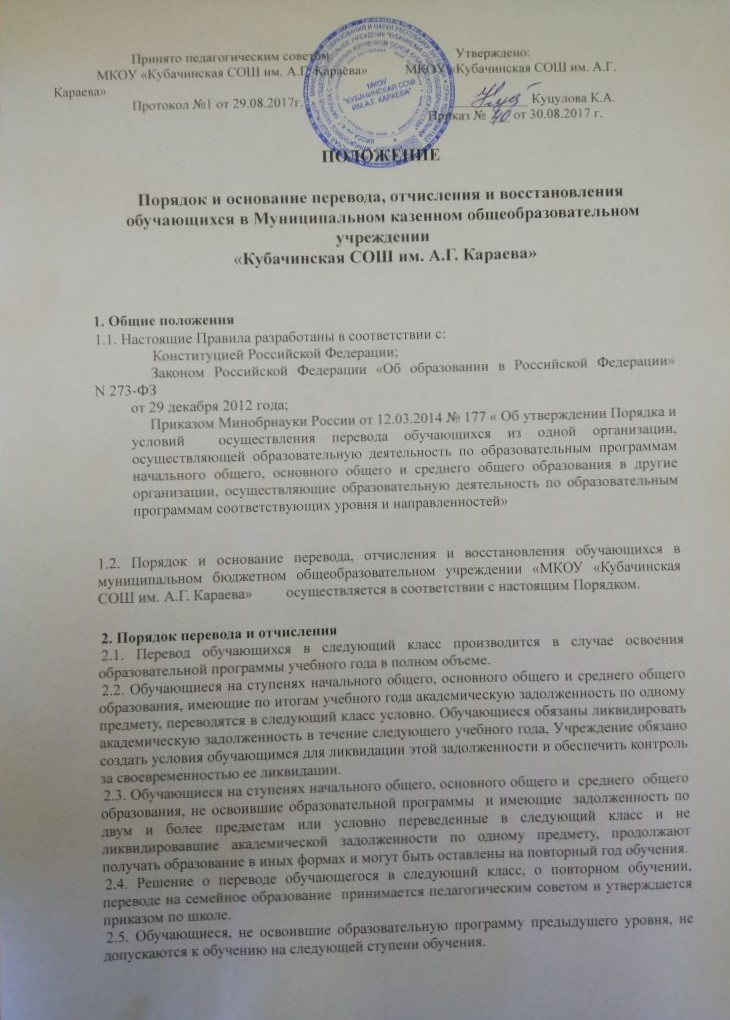 Принято педагогическим советом Утверждено:
МКОУ «Кубачинская СОШ им. А.Г. Караева» МКОУ «Кубачинская СОШ им. А.Г.
Караева»
Куцулова К.А.
Протокол №1 от 29.08.2017г. Приказ № 70 от 30.08.2017 г.
МКОУ
"КУБАЧИНСКАЯ СОШ
ИМ.А.Г. КАРАЕВА"
ПОЛОЖЕНИЕ
Порядок и основание перевода, отчисления и восстановления
обучающихся в Муниципальном казенном общеобразовательном
учреждении
«Кубачинская СОШ им. А.Г. Караева»
1. Общие положения
1.1. Настоящие Правила разработаны в соответствии с:
Конституцией Российской Федерации;
Законом Российской Федерации «Об образовании в Российской Федерации»
N 273-ФЗ
от 29 декабря 2012 года;
Приказом Минобрнауки России от 12.03.2014 № 177 « Об утверждении Порядка и
условий осуществления перевода обучающихся из одной организации,
осуществляющей образовательную деятельность по образовательным программам
начального общего, основного общего и среднего общего образования в другие
организации, осуществляющие образовательную деятельность по образовательным
программам соответствующих уровня и направленностей»
1.2. Порядок и основание перевода, отчисления и восстановления обучающихся в
муниципальном бюджетном общеобразовательном учреждении «МКОУ «Кубачинская
СОШ им. А.Г. Караева» осуществляется в соответствии с настоящим Порядком.
2. Порядок перевода и отчисления
2.1. Перевод обучающихся в следующий класс производится в случае освоения
образовательной программы учебного года в полном объеме.
2.2. Обучающиеся на ступенях начального общего, основного общего и среднего общего
образования, имеющие по итогам учебного года академическую задолженность по одному
предмету, переводятся в следующий класс условно. Обучающиеся обязаны ликвидировать
академическую задолженность в течение следующего учебного года, Учреждение обязано
создать условия обучающимся для ликвидации этой задолженности и обеспечить контроль
за своевременностью ее ликвидации.
2.3. Обучающиеся на ступенях начального общего, основного общего и среднего общего
образования, не освоившие образовательной программы и имеющие задолженность по
двум и более предметам или условно переведенные в следующий класс и не
ликвидировавшие академической задолженности по одному предмету, продолжают
получать образование в иных формах и могут быть оставлены на повторный год обучения.
2.4. Решение о переводе обучающегося в следующий класс, о повторном обучении,
переводе на семейное образование принимается педагогическим советом и утверждается
приказом по школе.
2.5. Обучающиеся, не освоившие образовательную программу предыдущего уровня, не
допускаются к обучению на следующей ступени обучения.